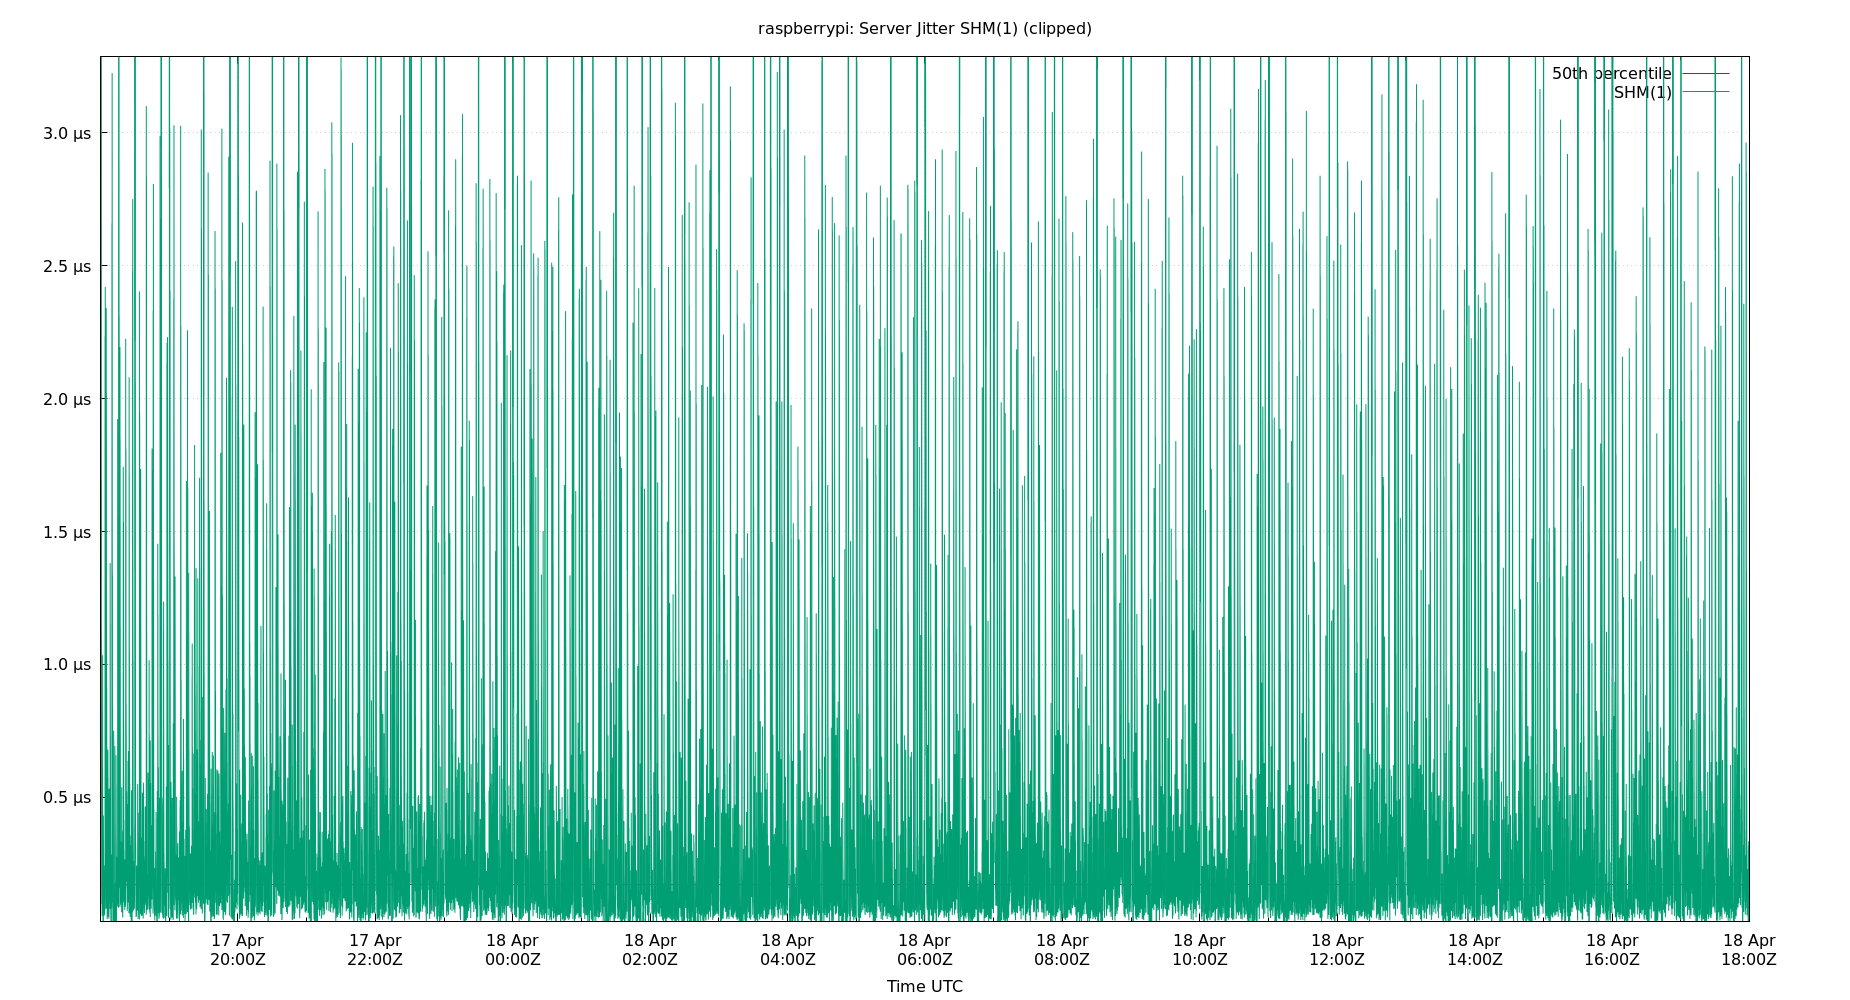 raspberrypi: Server Jitter SHM(1) (clipped)
50th percentile
SHM(1)
3.0 µs
2.5 µs
2.0 µs
1.5 µs
1.0 µs
0.5 µs
17 Apr 17 Apr 18 Apr 18 Apr 18 Apr 18 Apr 18 Apr 18 Apr 18 Apr 18 Apr 18 Apr 18 Apr
20:00Z 22:00Z 00:00Z 02:00Z 04:00Z 06:00Z 08:00Z 10:00Z 12:00Z 14:00Z 16:00Z 18:00Z
Time UTC